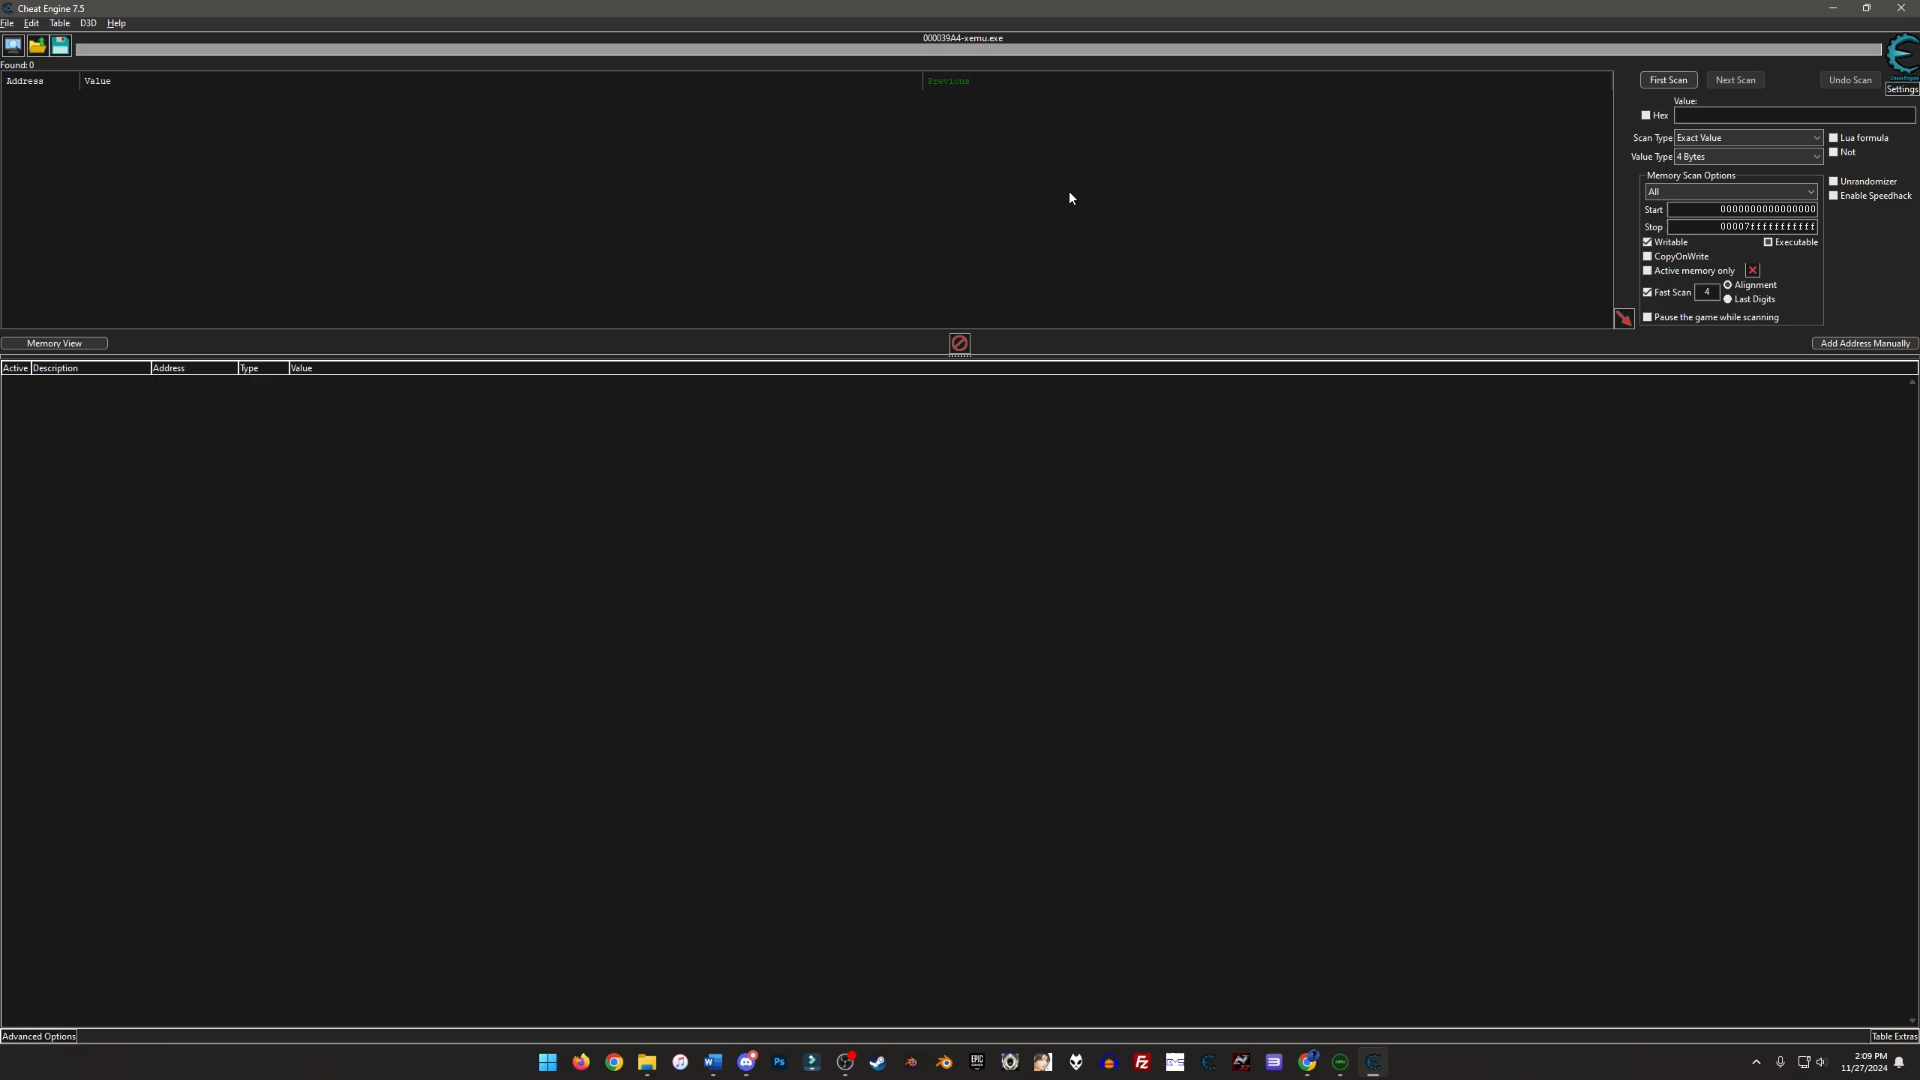 Cheat Engine 7.5
File Edit Table D3D Help
000039A4-xemu.exe
Found: 0
Address Value Previous
First Scan Next Scan Undo Scan
Cheat Engine
Settings
Value:
Hex
Scan Type Exact Value Lua formula
Not
Value Type 4 Bytes
Memory Scan Options
All
Unrandomizer
Enable Speedhack
Start 0000000000000000
Stop 00007fffffffffff
Writable Executable
CopyOnWrite
Active memory only
Fast Scan 4 Alignment
Last Digits
Pause the game while scanning
Memory View Add Address Manually
Active Description Address Type Value
Advanced Options Table Extras
2:09 PM
11/27/2024